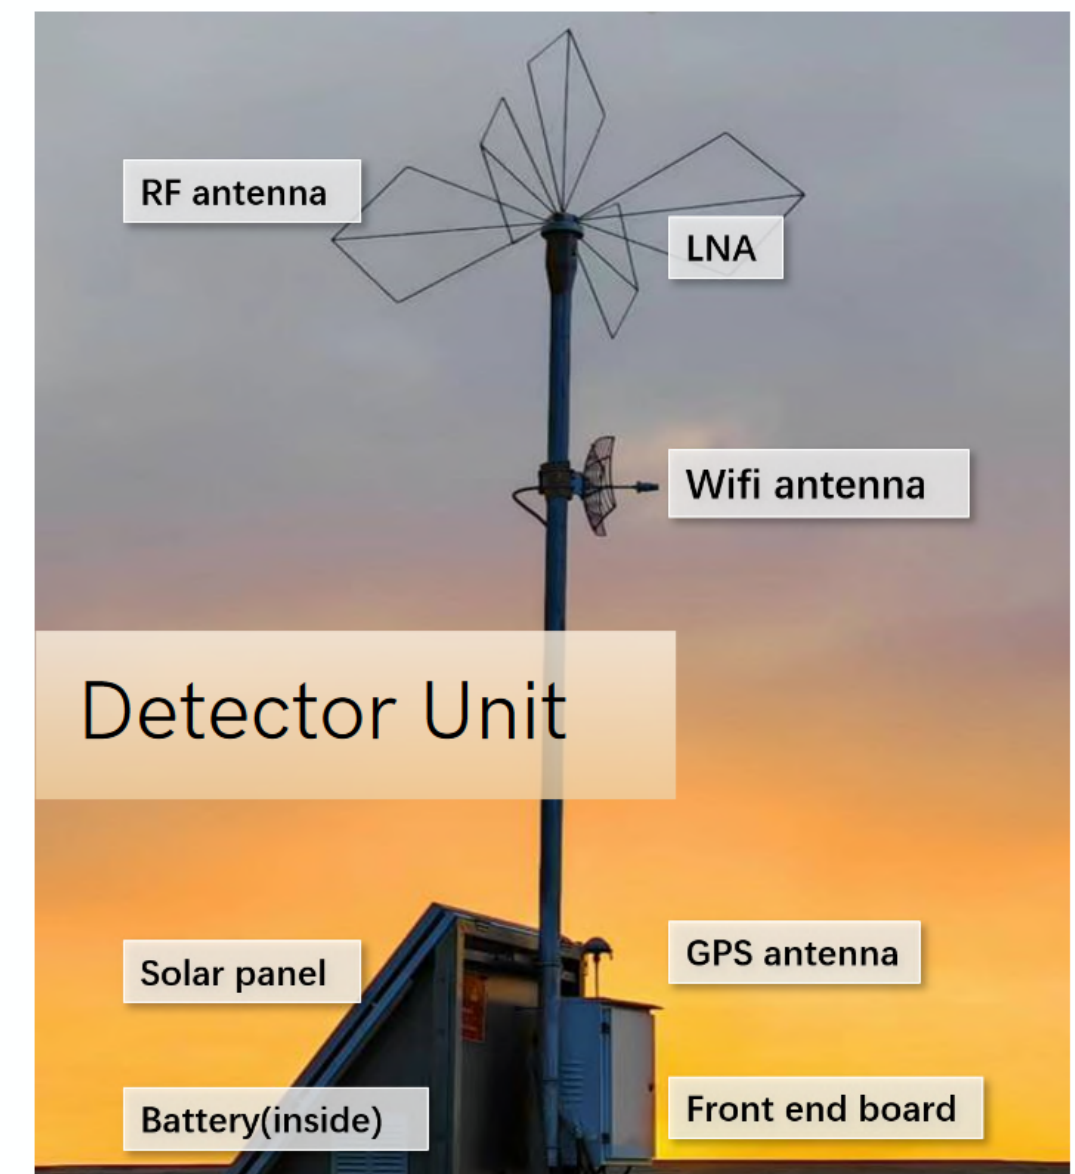 RF antenna
LNA
Wifi antenna
Detector Unit
Solar panel
GPS antenna
Battery(inside)
Front end board